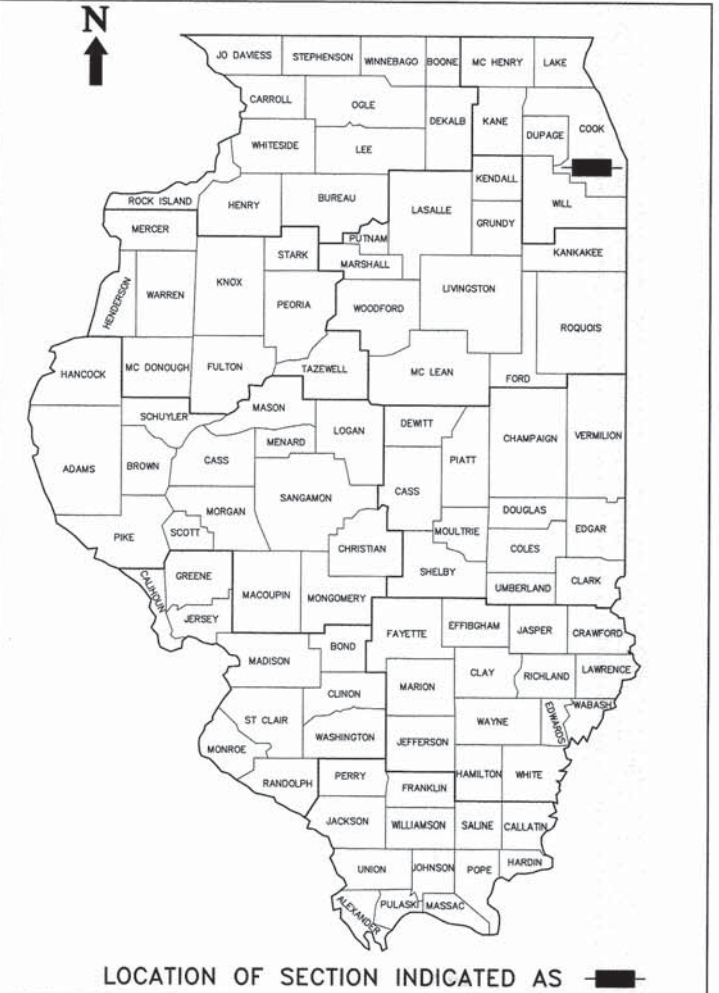 N
JO DAVIESS STEPHENSON WINNEBAGO BOONE MC HENRY LAKE
CARROLL OGLE DEKALB KANE DUPAGE COOK
WHITESIDE LEE
KENDALL
ROCK ISLAND HENRY BUREAU LASALLE WILL
MERCER PUTNAM GRUNDY
STARK MARSHALL KANKAKEE
HENDERSON WARREN KNOX PEORIA WOODFORD LIVINGSTON
ROQUOIS
HANCOCK MC DONOUGH FULTON TAZEWELL MC LEAN FORD
SCHUYLER MASON LOGAN DEWITT
ADAMS BROWN CASS MENARD PIATT CHAMPAIGN VERMILION
SANGAMON CASS
MORGAN DOUGLAS
PIKE SCOTT CHRISTIAN MOULTRIE COLES EDGAR
CALIHOUN GREENE MACOUPIN MONTGOMERY SHELBY UMBERLAND CLARK
JERSEY
BOND FAYETTE EFFIBGHAM JASPER CRAWFORD
MADISON
CLINON MARION CLAY RICHLAND LAWRENCE
ST CLAIR WAYNE EDWARDS WABASH
MONROE WASHINGTON JEFFERSON
RANDOLPH PERRY FRANKLIN HAMILTON WHITE
JACKSON WILLIAMSON SALINE CALLATIN
UNION JOHNSON POPE HARDIN
ALEXANDER PULASKI MASSAC
LOCATION OF SECTION INDICATED AS